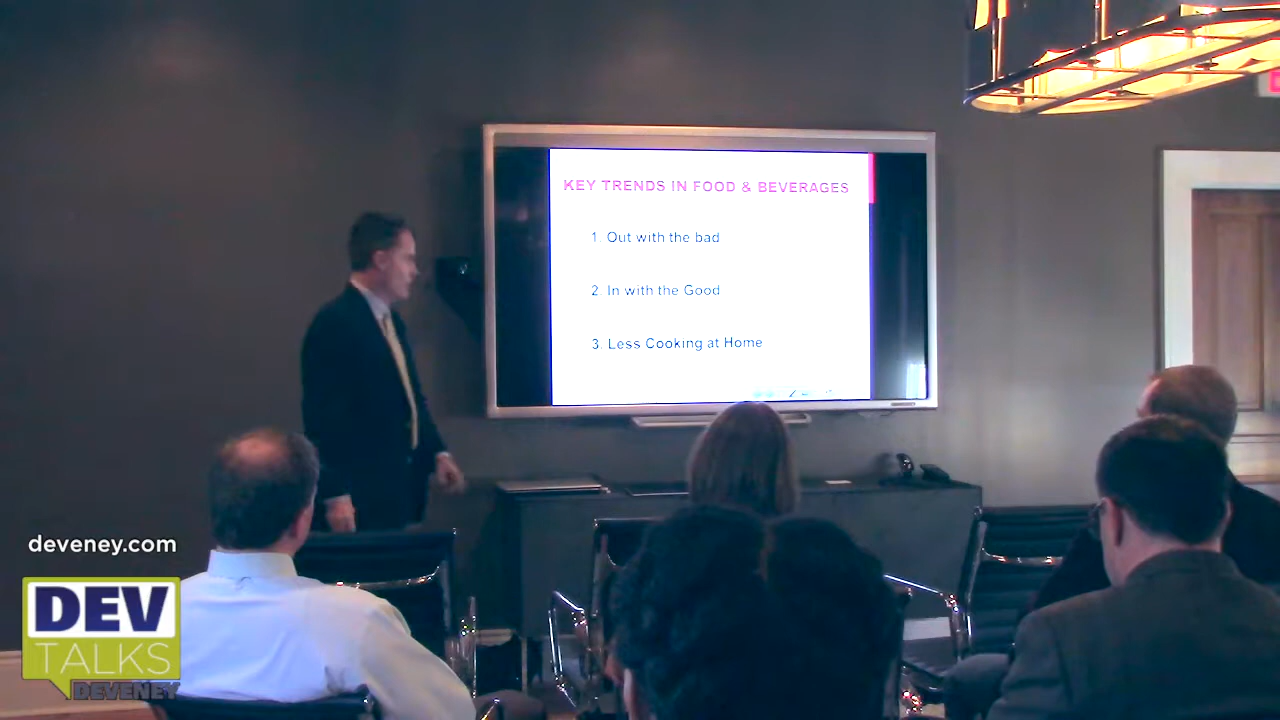 KEY TRENDS IN FOOD & BEVERAGES
1. Out with the bad
2. In with the Good
3. Less Cooking at Home
deveney.com
DEV
TALKS
DEVENEY